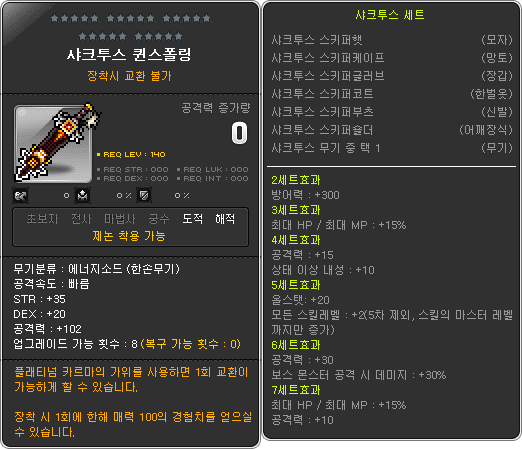 샤크투스 퀸스폴링
장착시 교환 불가
공격력 증가량
0
REQ LEV : 140
REQ STR : 000
REQ LUK : 000
REQ DEX : 000
REQ INT : 000
0
0 %
0 %
초보자 전사 마법사 궁수 도적 해적
제논 착용 가능
무기분류 : 에너지소드 (한손무기)
공격속도 : 빠름
STR : +35
DEX : +20
공격력 : +102
업그레이드 가능 횟수 : 8 (복구 가능 횟수 : 0)
플래티넘 카르마의 가위를 사용하면 1회 교환이
가능하게 할 수 있습니다.
장착 시 1회에 한해 매력 100의 경험치를 얻으실
수 있습니다.
샤크투스 세트
샤크투스 스키퍼햇 (모자)
샤크투스 스키퍼케이프 (망토)
샤크투스 스키퍼글러브 (장갑)
샤크투스 스키퍼코트 (한벌옷)
샤크투스 스키퍼부츠 (신발)
샤크투스 스키퍼숄더 (어깨장식)
샤크투스 무기 중 택 1 (무기)
2세트효과
방어력 : +300
3세트효과
최대 HP / 최대 MP : +15%
4세트효과
공격력 : +15
상태 이상 내성 : +10
5세트효과
올스탯: +20
모든 스킬레벨 : +2(5차 제외, 스킬의 마스터 레벨
까지만 증가)
6세트효과
공격력 : +30
보스 몬스터 공격 시 데미지 : +30%
7세트효과
최대 HP / 최대 MP : +15%
공격력 : +10